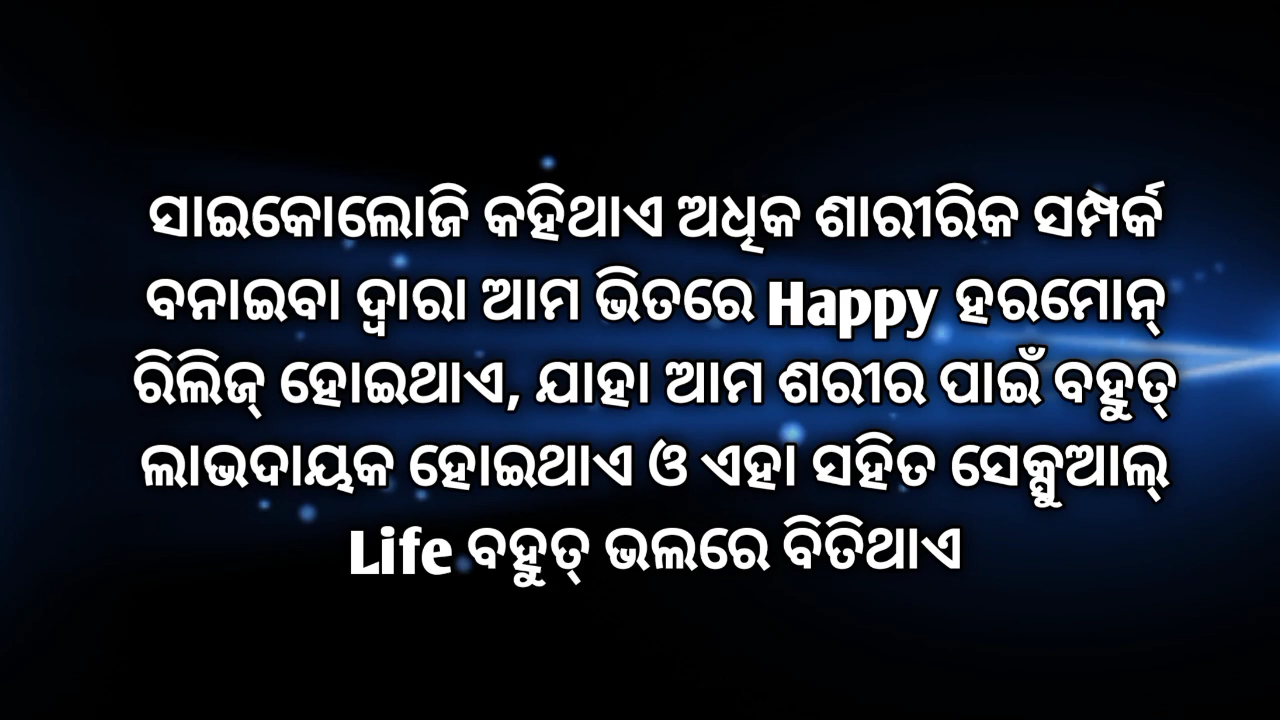 ସାଇକୋଲୋଜି କହିଥାଏ ଅଧିକ ଶାରୀରିକ ସମ୍ପର୍କ
ବନାଇବା ଦ୍ୱାରା ଆମ ଭିତରେ Happy ହରମୋନ୍
ରିଲିଜ୍ ହୋଇଥାଏ, ଯାହା ଆମ ଶରୀର ପାଇଁ ବହୁତ୍
ଲାଭଦାୟକ ହୋଇଥାଏ ଓ ଏହା ସହିତ ସେକ୍ସୁଆଲ୍
Life ବହୁତ୍ ଭଲରେ ବିତିଥାଏ